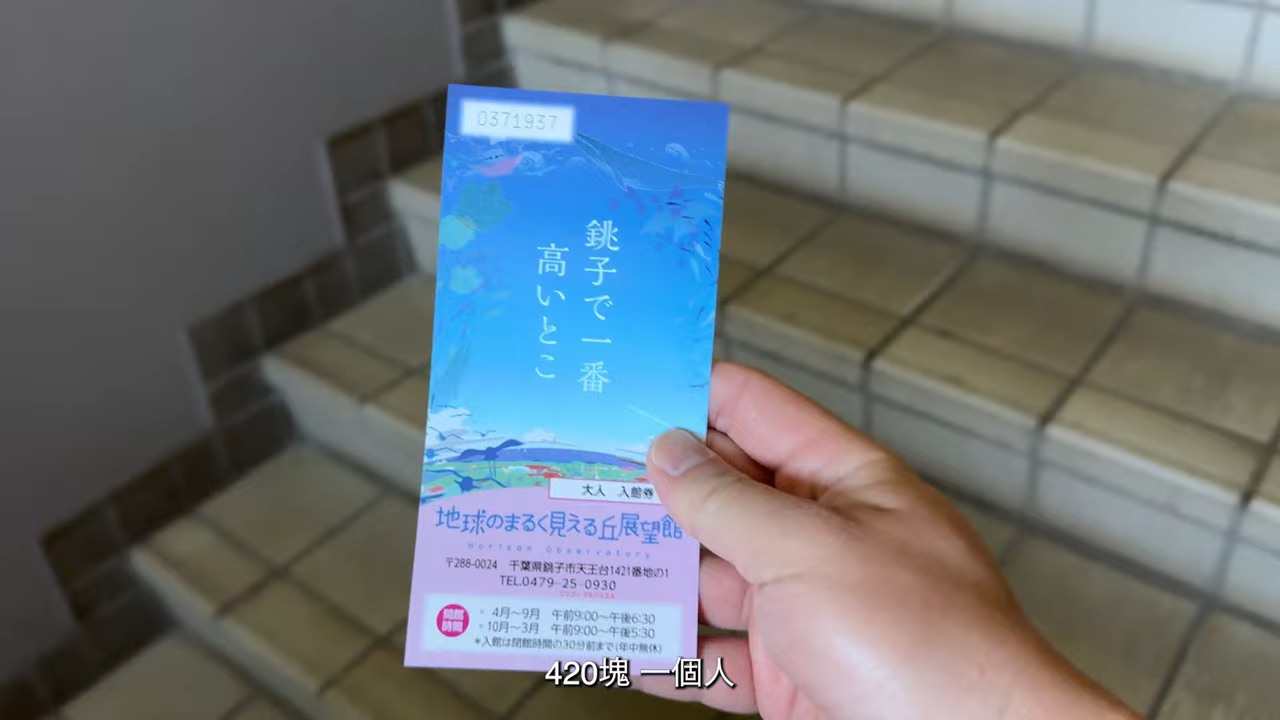 0371937
銚子で一番
高いとこ
大人 入館券
地球のまるく見える丘展望館
Horizon Observatory
〒288-0024 千葉県銚子市天王台1421番地の1
TEL.0479-25-0930
開館
時間
・ 4月〜9月 午前9:00〜午後6:30
・10月〜3月 午前9:00〜午後5:30
*入館は閉館時間の30分前まで(年中無休)
420塊 一個人